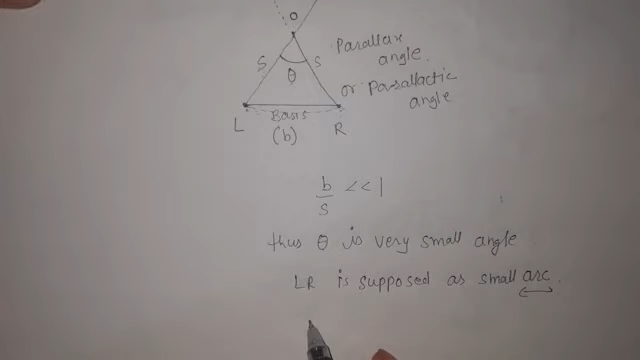 O
S S
θ
Parallax
angle.
or Parallactic
angle
L Basis R
(b)
b/s <<1
thus θ is very small angle
LR is supposed as small arc.